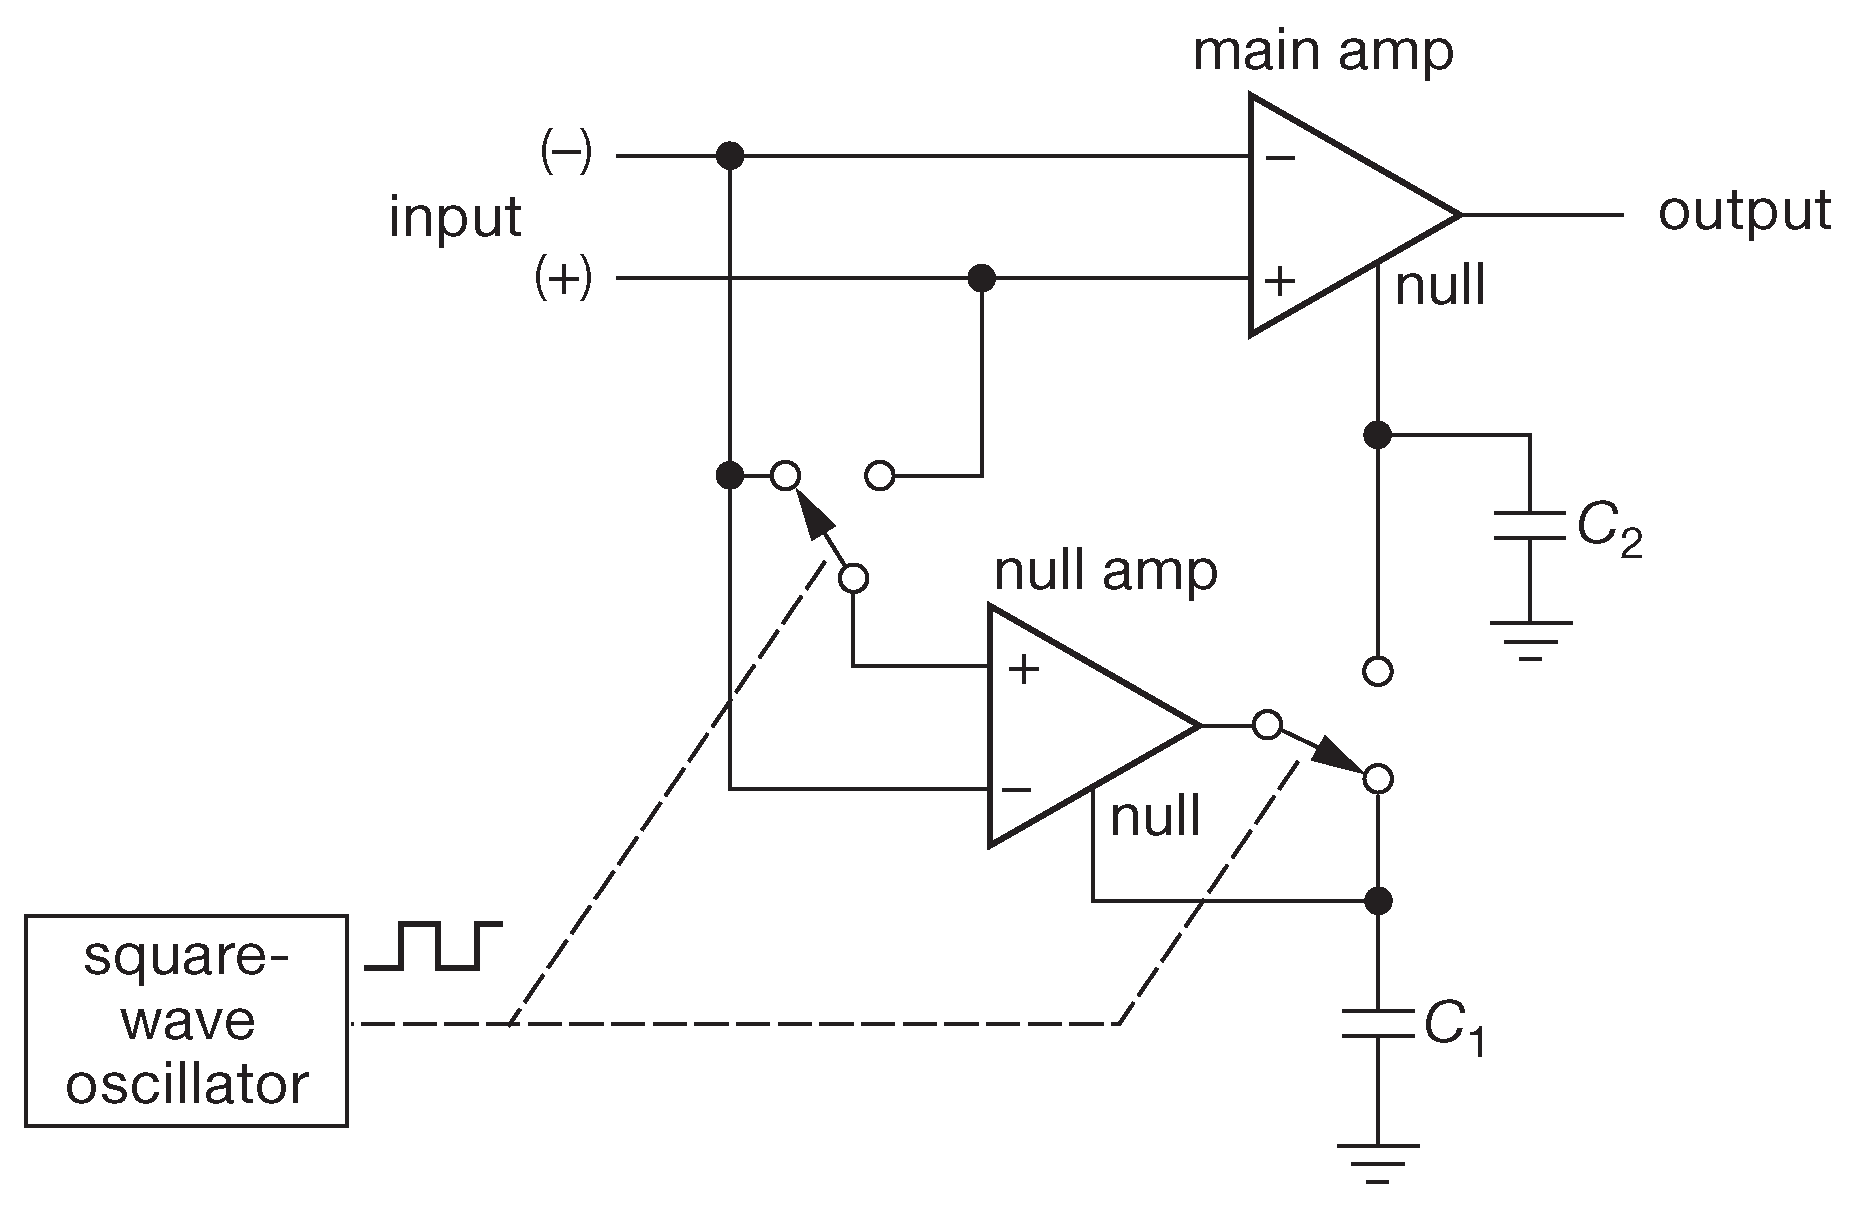 main amp
(–)
–
input
output
(+)
+
null
C2
null amp
+
–
null
square-
wave
oscillator
C1